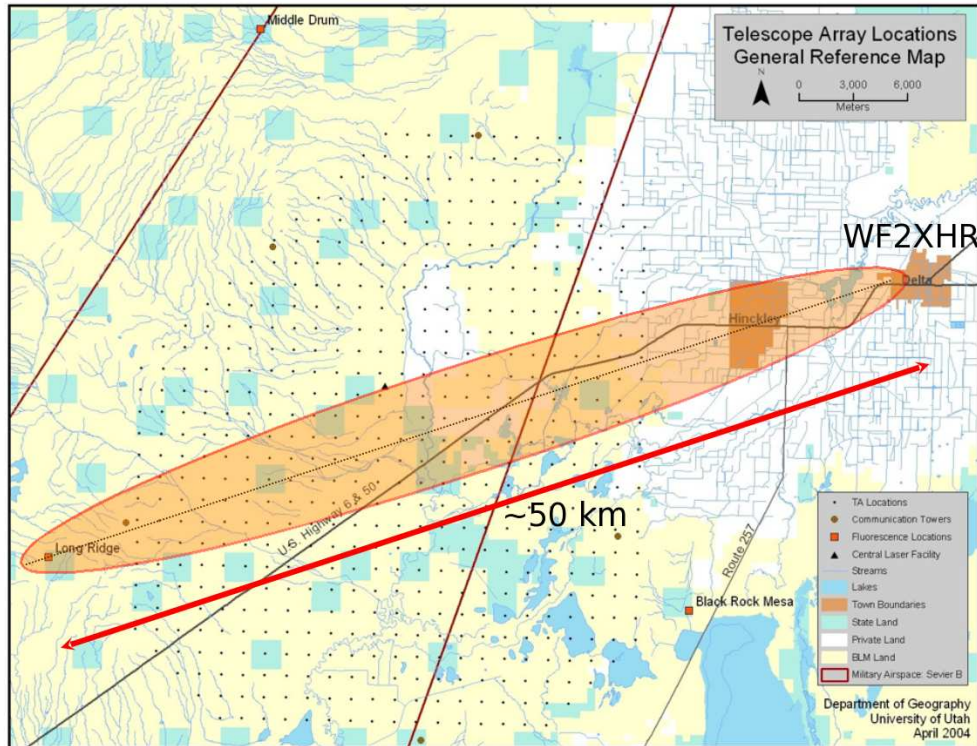 Middle Drum
Telescope Array Locations
General Reference Map
N
0 3,000 6,000
Meters
WF2XHR
Delta
Hinckley
U.S. Highway 6 & 50
~50 km
Long Ridge
Route 257
Black Rock Mesa
Legend
TA Locations
Communication Towers
Fluorescence Locations
Central Laser Facility
Streams
Lakes
Town Boundaries
State Land
Private Land
BLM Land
Military Airspace: Sevier B
Department of Geography
University of Utah
April 2004